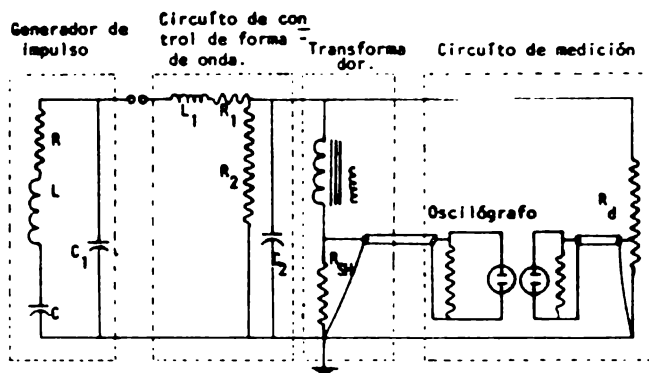 Generador de
impulso
Circuito de con
trol de forma -
de onda.
Transforma
dor.
Circuito de medición
L1
R1
R
R2
L
C1
C2
C
RSH
Oscilógrafo
Rd